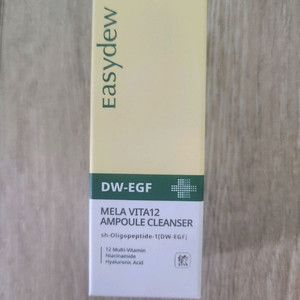 Easydew
DW-EGF
MELA VITA12
AMPOULE CLEANSER
sh-Oligopeptide-1(DW-EGF)
12 Multi-Vitamin
Niacinamide
Hyaluronic Acid